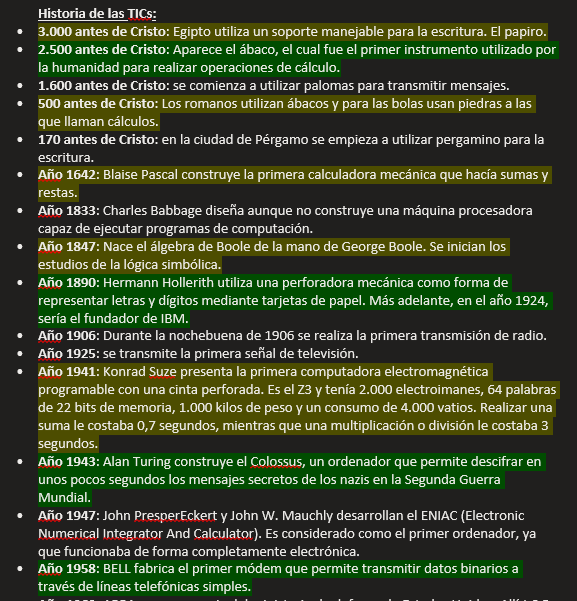 Historia de las TICs:
• 3.000 antes de Cristo: Egipto utiliza un soporte manejable para la escritura. El papiro.
• 2.500 antes de Cristo: Aparece el ábaco, el cual fue el primer instrumento utilizado por
la humanidad para realizar operaciones de cálculo.
• 1.600 antes de Cristo: se comienza a utilizar palomas para transmitir mensajes.
• 500 antes de Cristo: Los romanos utilizan ábacos y para las bolas usan piedras a las
que llaman cálculos.
• 170 antes de Cristo: en la ciudad de Pérgamo se empieza a utilizar pergamino para la
escritura.
• Año 1642: Blaise Pascal construye la primera calculadora mecánica que hacía sumas y
restas.
• Año 1833: Charles Babbage diseña aunque no construye una máquina procesadora
capaz de ejecutar programas de computación.
• Año 1847: Nace el álgebra de Boole de la mano de George Boole. Se inician los
estudios de la lógica simbólica.
• Año 1890: Hermann Hollerith utiliza una perforadora mecánica como forma de
representar letras y dígitos mediante tarjetas de papel. Más adelante, en el año 1924,
sería el fundador de IBM.
• Año 1906: Durante la nochebuena de 1906 se realiza la primera transmisión de radio.
• Año 1925: se transmite la primera señal de televisión.
• Año 1941: Konrad Suze presenta la primera computadora electromagnética
programable con una cinta perforada. Es el Z3 y tenía 2.000 electroimanes, 64 palabras
de 22 bits de memoria, 1.000 kilos de peso y un consumo de 4.000 vatios. Realizar una
suma le costaba 0,7 segundos, mientras que una multiplicación o división le costaba 3
segundos.
• Año 1943: Alan Turing construye el Colossus, un ordenador que permite descifrar en
unos pocos segundos los mensajes secretos de los nazis en la Segunda Guerra
Mundial.
• Año 1947: John PresperEckert y John W. Mauchly desarrallan el ENIAC (Electronic
Numerical Integrator And Calculator). Es considerado como el primer ordenador, ya
que funcionaba de forma completamente electrónica.
• Año 1958: BELL fabrica el primer módem que permite transmitir datos binarios a
través de líneas telefónicas simples.